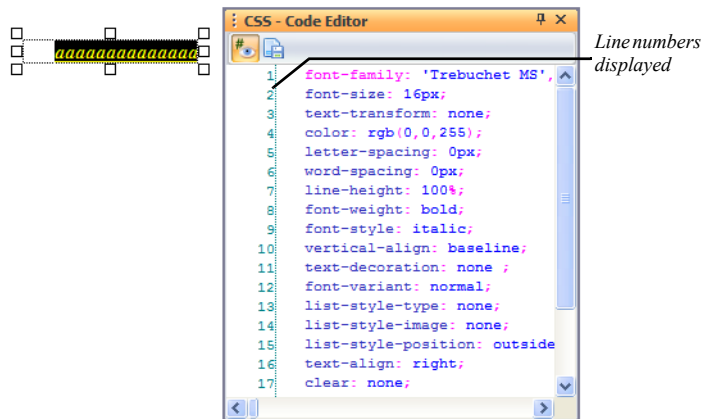 aaaaaaaaaaaaaa
CSS - Code Editor
#
Line numbers
displayed
1 font-family: 'Trebuchet MS',
2 font-size: 16px;
3 text-transform: none;
4 color: rgb(0,0,255);
5 letter-spacing: 0px;
6 word-spacing: 0px;
7 line-height: 100%;
8 font-weight: bold;
9 font-style: italic;
10 vertical-align: baseline;
11 text-decoration: none ;
12 font-variant: normal;
13 list-style-type: none;
14 list-style-image: none;
15 list-style-position: outside
16 text-align: right;
17 clear: none;